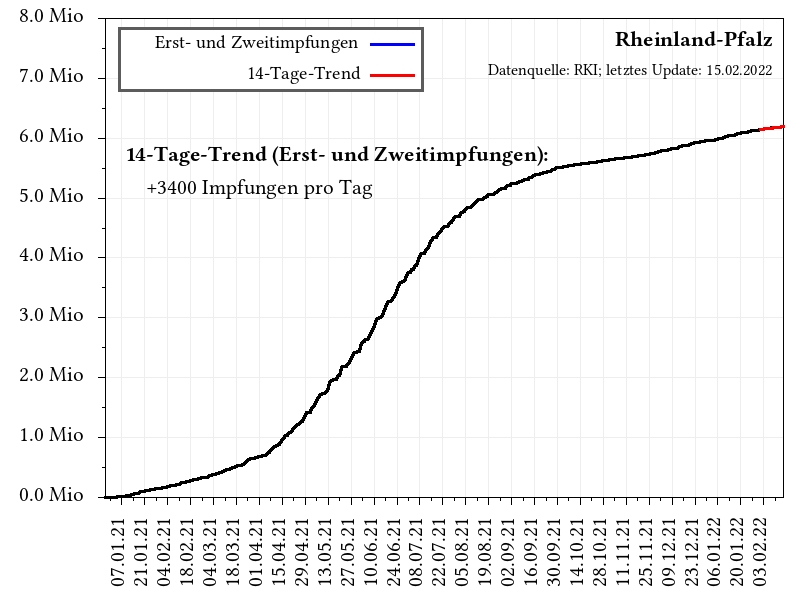 8.0 Mio
7.0 Mio
6.0 Mio
5.0 Mio
4.0 Mio
3.0 Mio
2.0 Mio
1.0 Mio
0.0 Mio
Erst- und Zweitimpfungen
14-Tage-Trend
Rheinland-Pfalz
Datenquelle: RKI; letztes Update: 15.02.2022
14-Tage-Trend (Erst- und Zweitimpfungen):
+3400 Impfungen pro Tag
07.01.21
21.01.21
04.02.21
18.02.21
04.03.21
18.03.21
01.04.21
15.04.21
29.04.21
13.05.21
27.05.21
10.06.21
24.06.21
08.07.21
22.07.21
05.08.21
19.08.21
02.09.21
16.09.21
30.09.21
14.10.21
28.10.21
11.11.21
25.11.21
09.12.21
23.12.21
06.01.22
20.01.22
03.02.22